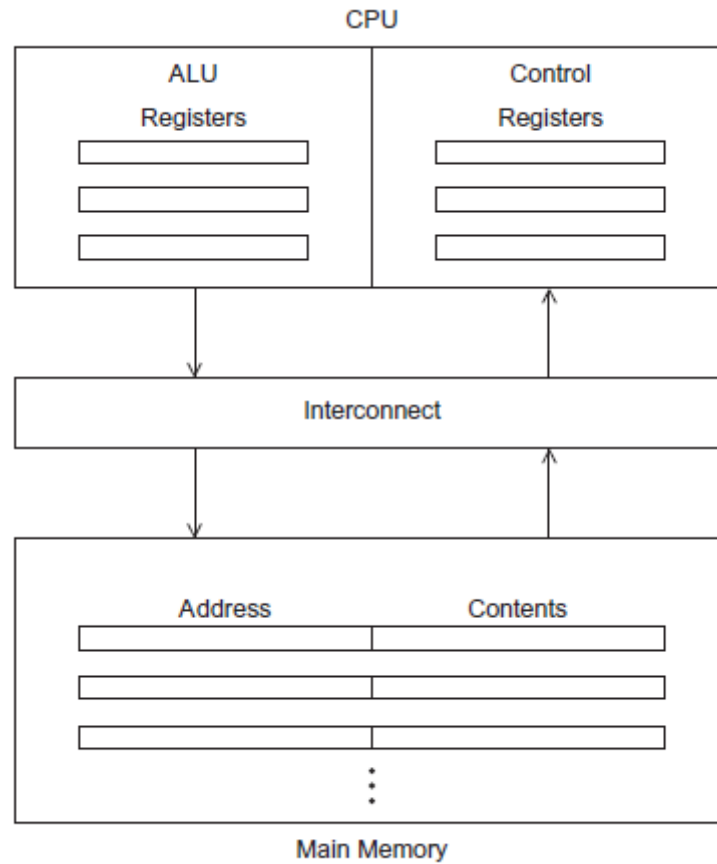 CPU
ALU
Control
Registers
Registers
Interconnect
Address
Contents
Main Memory